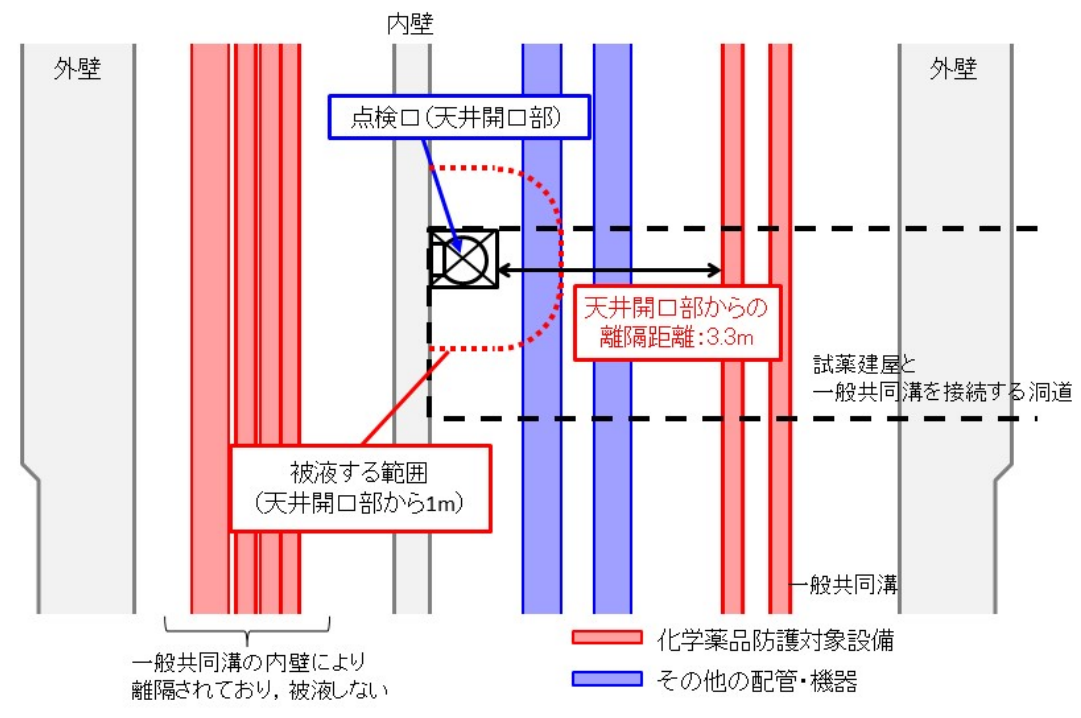 内壁
外壁
外壁
点検口(天井開口部)
天井開口部からの
離隔距離:3.3m
試薬建屋と
一般共同溝を接続する洞道
被液する範囲
(天井開口部から1m)
一般共同溝
一般共同溝の内壁により
離隔されており,被液しない
化学薬品防護対象設備
その他の配管・機器